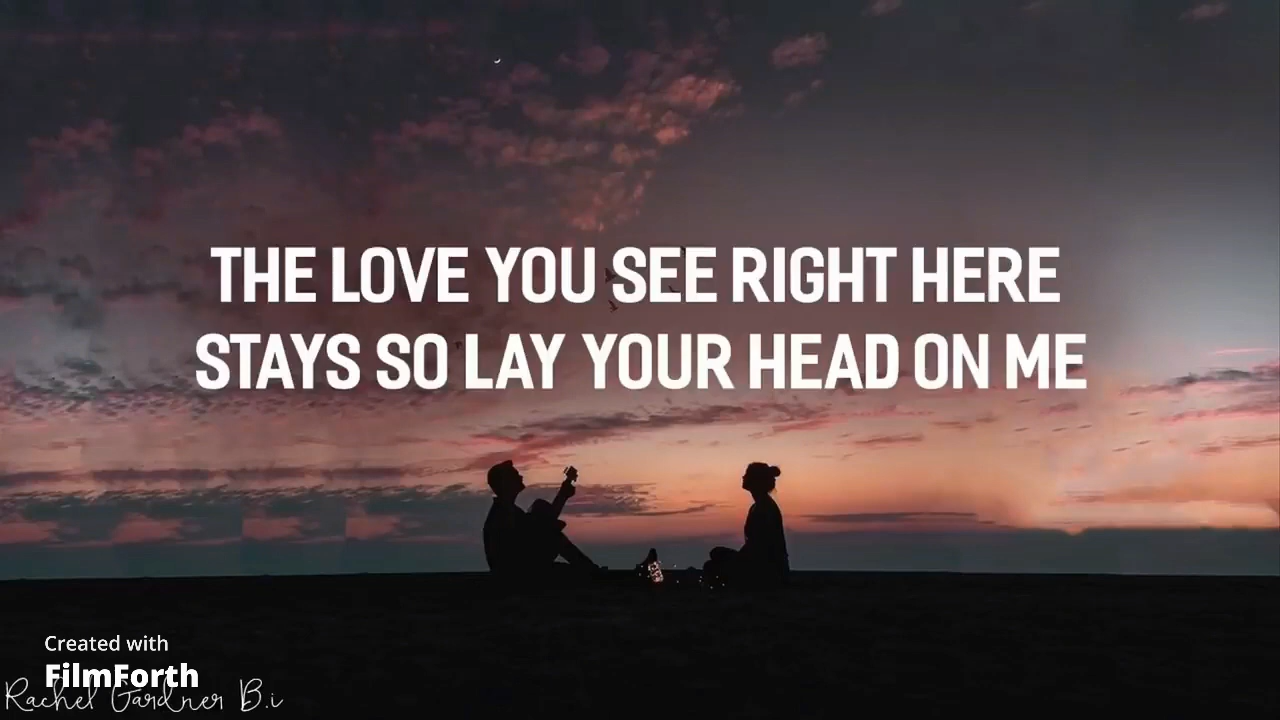 THE LOVE YOU SEE RIGHT HERE
STAYS SO LAY YOUR HEAD ON ME
Created with
FilmForth
Rachel Gardner B.i